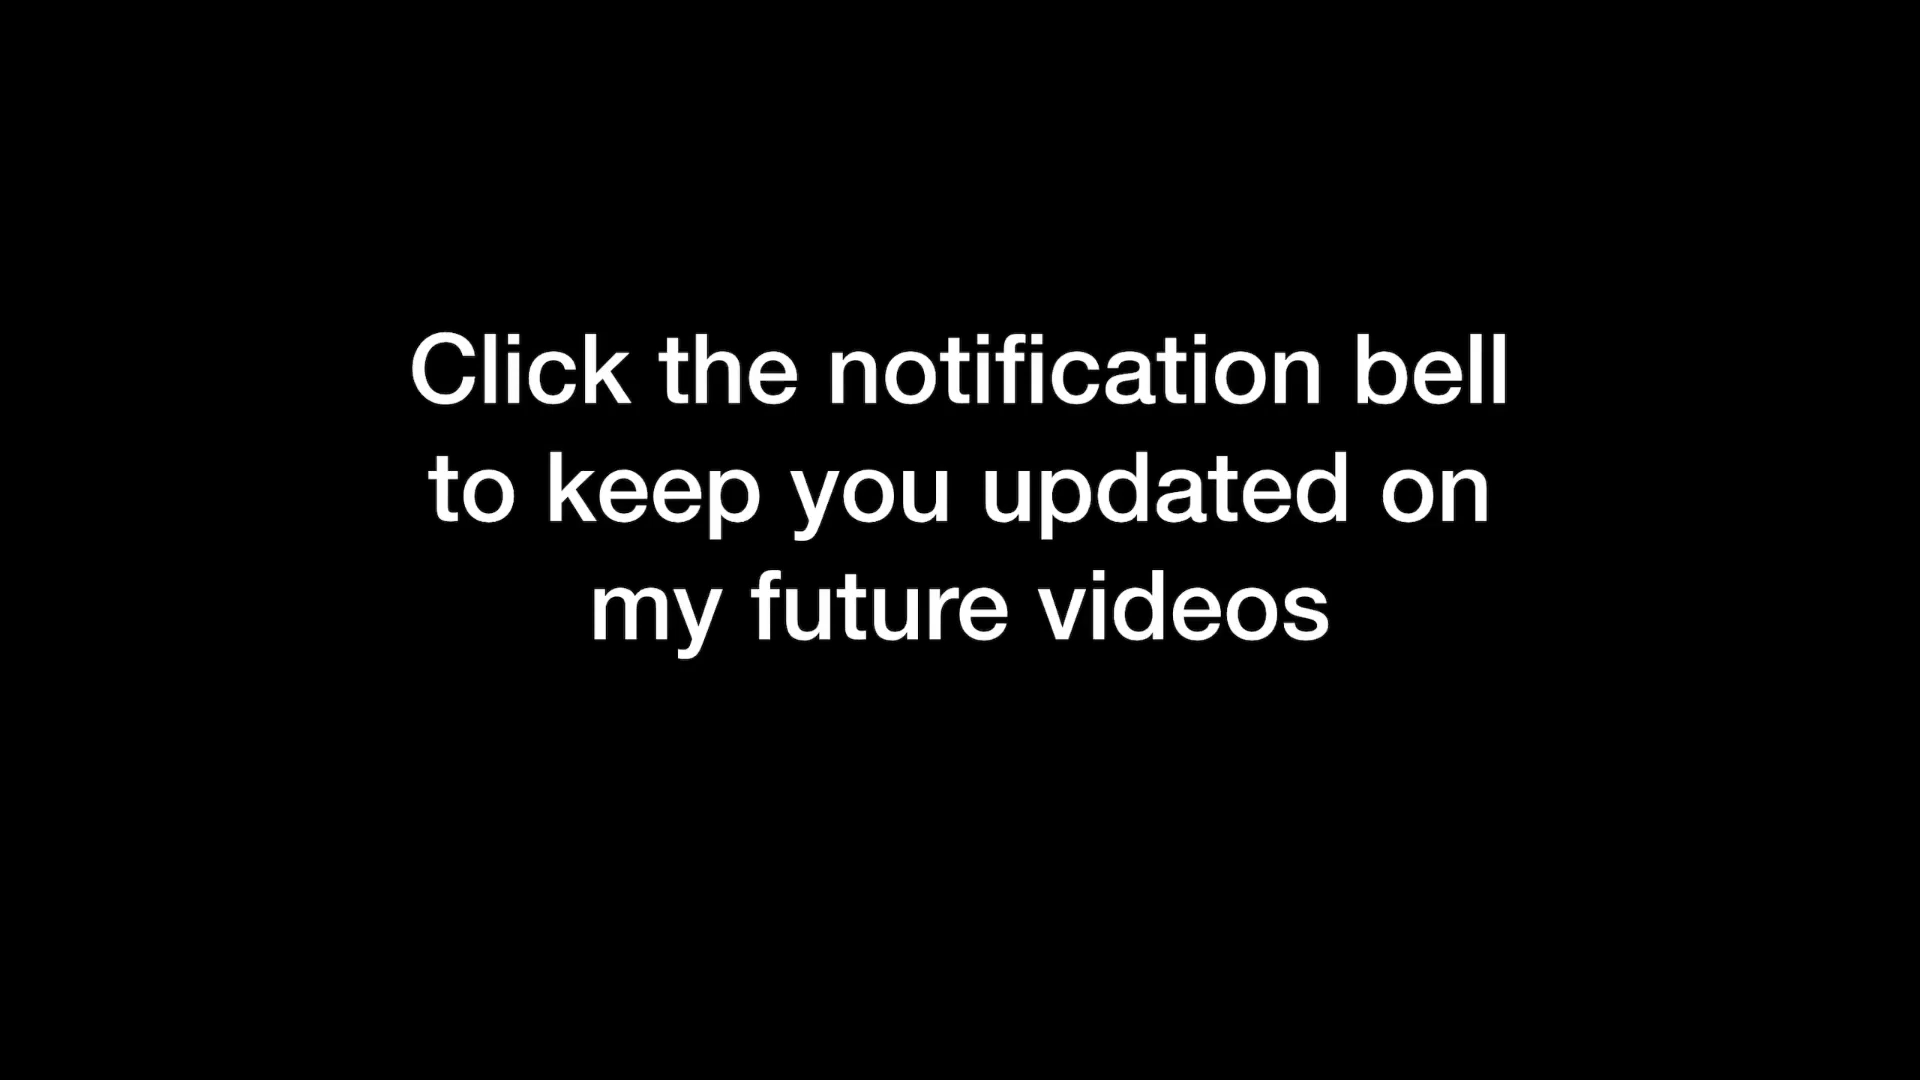 Click the notification bell
to keep you updated on
my future videos